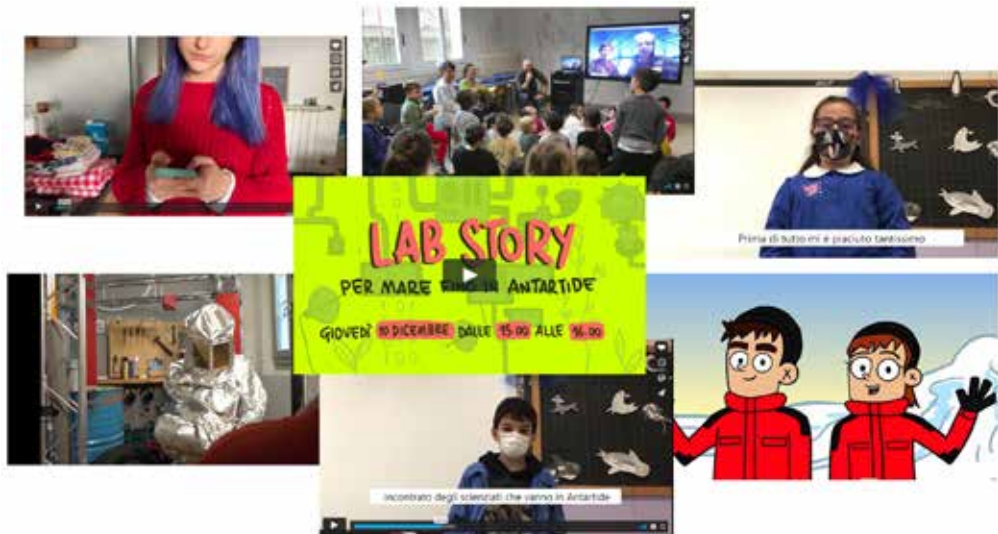 Prima di tutto mi è piaciuto tantissimo
LAB STORY
PER MARE FINO IN ANTARTIDE
GIOVEDÌ 10 DICEMBRE DALLE 15.00 ALLE 16.00
incontrato degli scienziati che vanno in Antartide